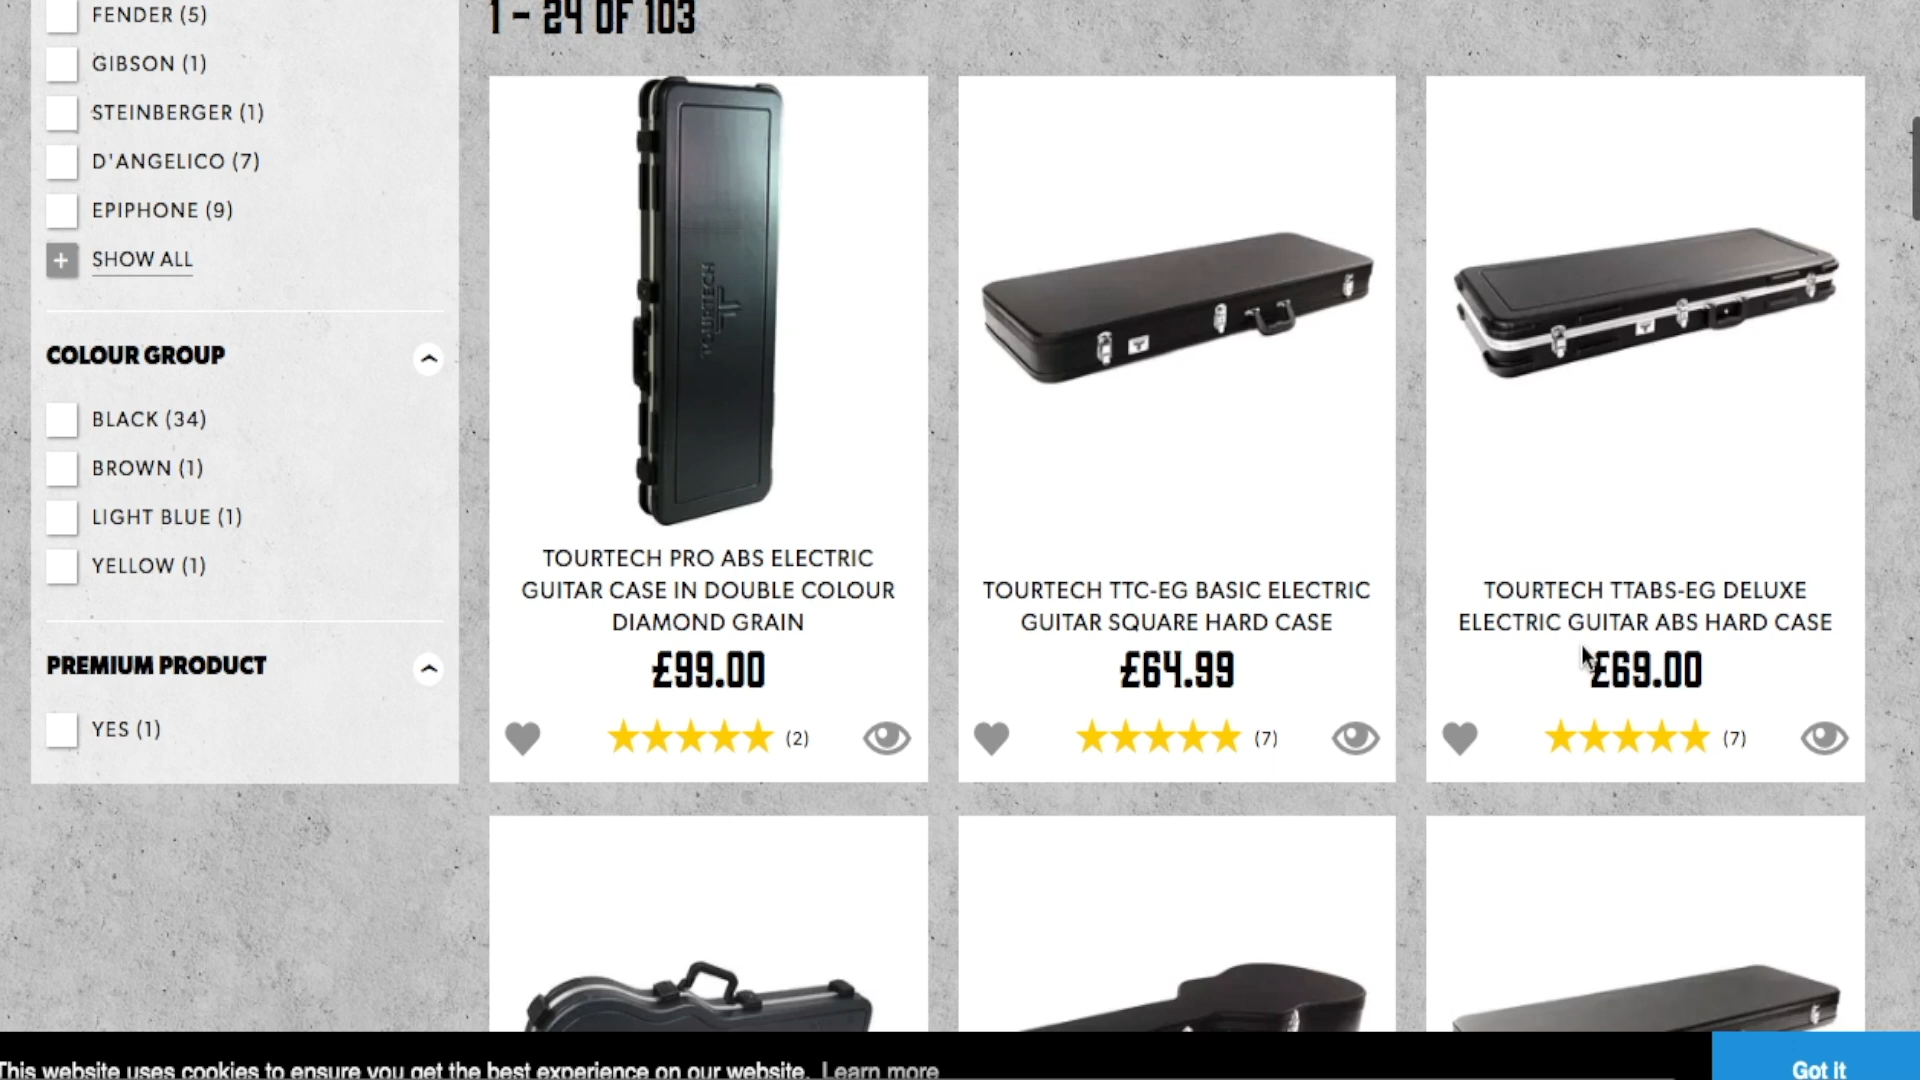 FENDER (5)
GIBSON (1)
STEINBERGER (1)
D'ANGELICO (7)
EPIPHONE (9)
+ SHOW ALL
COLOUR GROUP
BLACK (34)
BROWN (1)
LIGHT BLUE (1)
YELLOW (1)
PREMIUM PRODUCT
YES (1)
1 - 24 OF 103
TOURTECH
TOURTECH PRO ABS ELECTRIC
GUITAR CASE IN DOUBLE COLOUR
DIAMOND GRAIN
£99.00
(2)
TOURTECH TTC-EG BASIC ELECTRIC
GUITAR SQUARE HARD CASE
£64.99
(7)
TOURTECH TTABS-EG DELUXE
ELECTRIC GUITAR ABS HARD CASE
£69.00
(7)
This website uses cookies to ensure you get the best experience on our website. Learn more
Got it